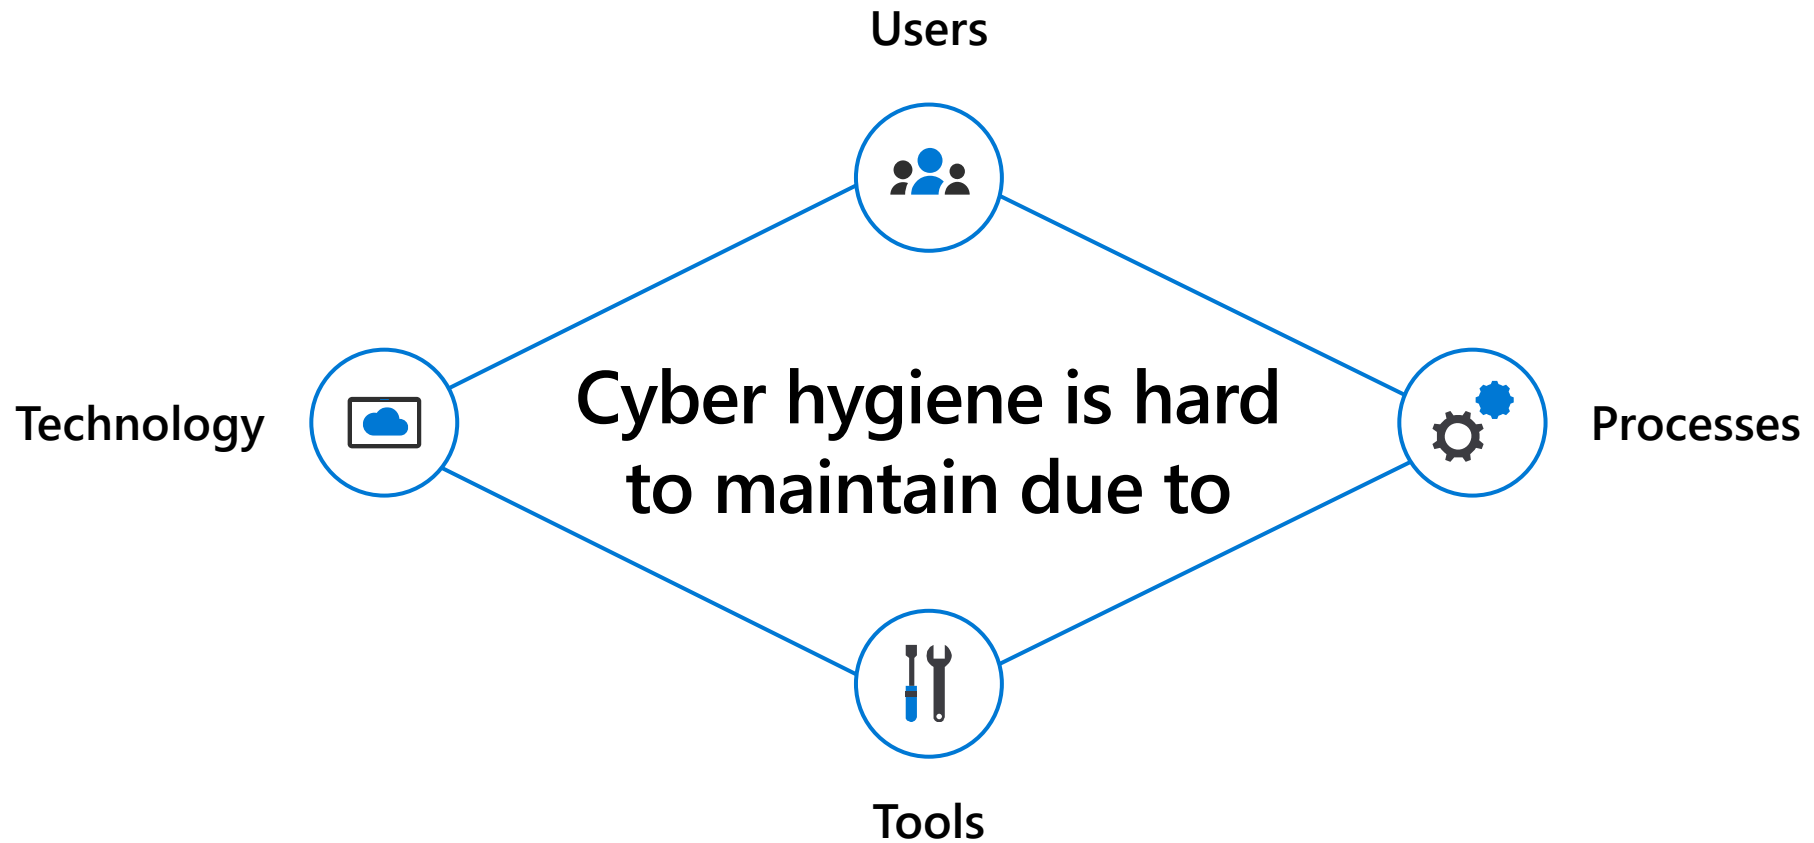 Users
Technology
Cyber hygiene is hard
to maintain due to
Processes
Tools